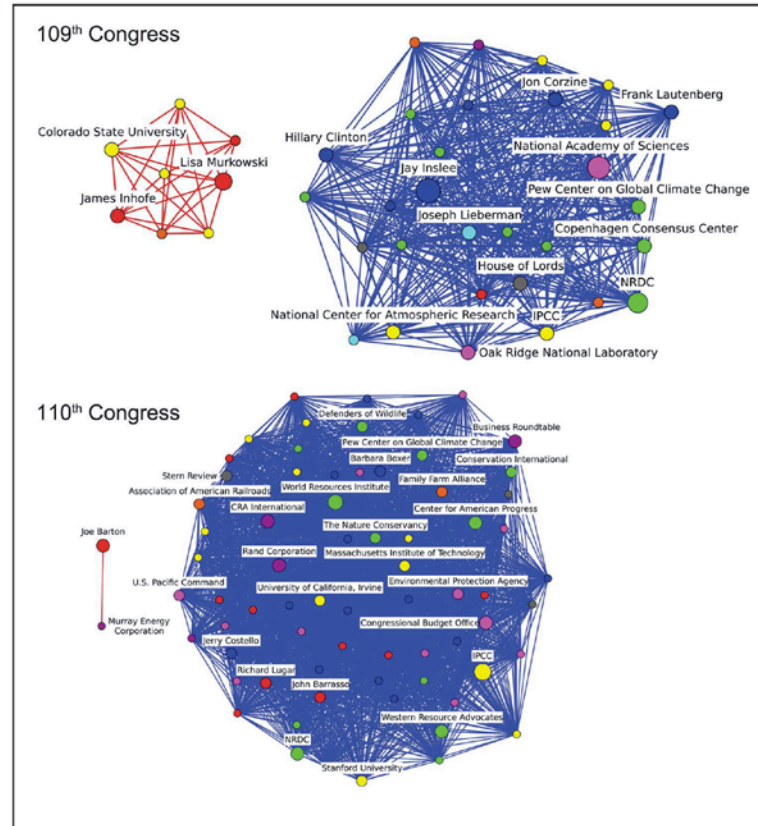 109th Congress
Colorado State University
Lisa Murkowski
James Inhofe
Jon Corzine
Frank Lautenberg
Hillary Clinton
National Academy of Sciences
Jay Inslee
Pew Center on Global Climate Change
Joseph Lieberman
Copenhagen Consensus Center
House of Lords
NRDC
National Center for Atmospheric Research
IPCC
Oak Ridge National Laboratory
110th Congress
Defenders of Wildlife
Business Roundtable
Pew Center on Global Climate Change
Barbara Boxer
Conservation International
Stern Review
World Resources Institute
Family Farm Alliance
Association of American Railroads
CRA International
Center for American Progress
The Nature Conservancy
Joe Barton
Rand Corporation
Massachusetts Institute of Technology
U.S. Pacific Command
University of California, Irvine
Environmental Protection Agency
Murray Energy
Corporation
Congressional Budget Office
Jerry Costello
IPCC
Richard Lugar
John Barrasso
Western Resource Advocates
NRDC
Stanford University